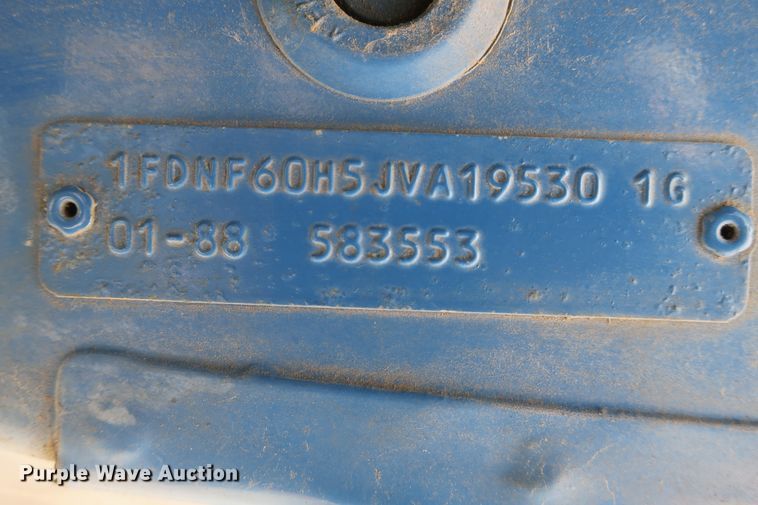 1FDNF60H5JVA19530 1G
01-88 583553
Purple Wave Auction